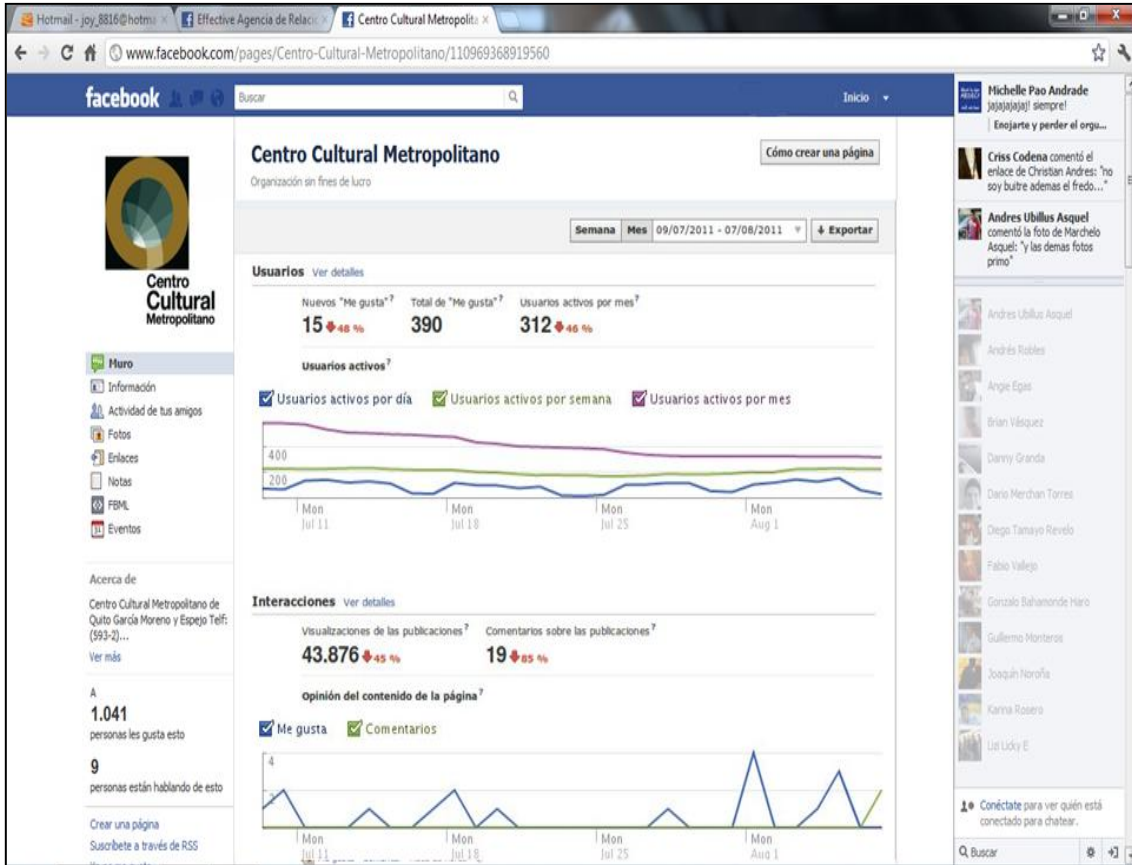 Hotmail - joy_8816@hotma
Effective Agencia de Relacio
Centro Cultural Metropolita
www.facebook.com/pages/Centro-Cultural-Metropolitano/110969368919560
facebook
Buscar
Inicio
Centro
Cultural
Metropolitano
Muro
Información
Actividad de tus amigos
Fotos
Enlaces
Notas
FBML
Eventos
Acerca de
Centro Cultural Metropolitano de
Quito García Moreno y Espejo Telf:
(593-2)...
Ver más
A
1.041
personas les gusta esto
9
personas están hablando de esto
Crear una página
Suscríbete a través de RSS
Centro Cultural Metropolitano
Cómo crear una página
Organización sin fines de lucro
Semana Mes 09/07/2011 - 07/08/2011 Exportar
Usuarios Ver detalles
Nuevos "Me gusta"? Total de "Me gusta"? Usuarios activos por mes?
15 48 % 390 312 46 %
Usuarios activos?
Usuarios activos por día Usuarios activos por semana Usuarios activos por mes
400
200
Mon Mon Mon Mon
Jul 11 Jul 18 Jul 25 Aug 1
Interacciones Ver detalles
Visualizaciones de las publicaciones? Comentarios sobre las publicaciones?
43.876 45 % 19 85 %
Opinión del contenido de la página?
Me gusta Comentarios
4
2
Mon Mon Mon Mon
Jul 11 Jul 18 Jul 25 Aug 1
Michelle Pao Andrade
jajajajajaj! siempre!
Enojarte y perder el orgu...
Criss Codena comentó el
enlace de Christian Andres: "no
soy buitre ademas el fredo..."
Andres Ubillus Asquel
comentó la foto de Marchelo
Asquel: "y las demas fotos
primo"
Andres Ubillus Asquel
Andrés Robles
Angie Egas
Brian Vásquez
Danny Granda
Dario Merchan Torres
Diego Tamayo Revelo
Fabio Vallejo
Gonzalo Bahamonde Haro
Guillermo Monteros
Joaquín Noroña
Karina Rosero
Conéctate para ver quién está
conectado para chatear.
Buscar